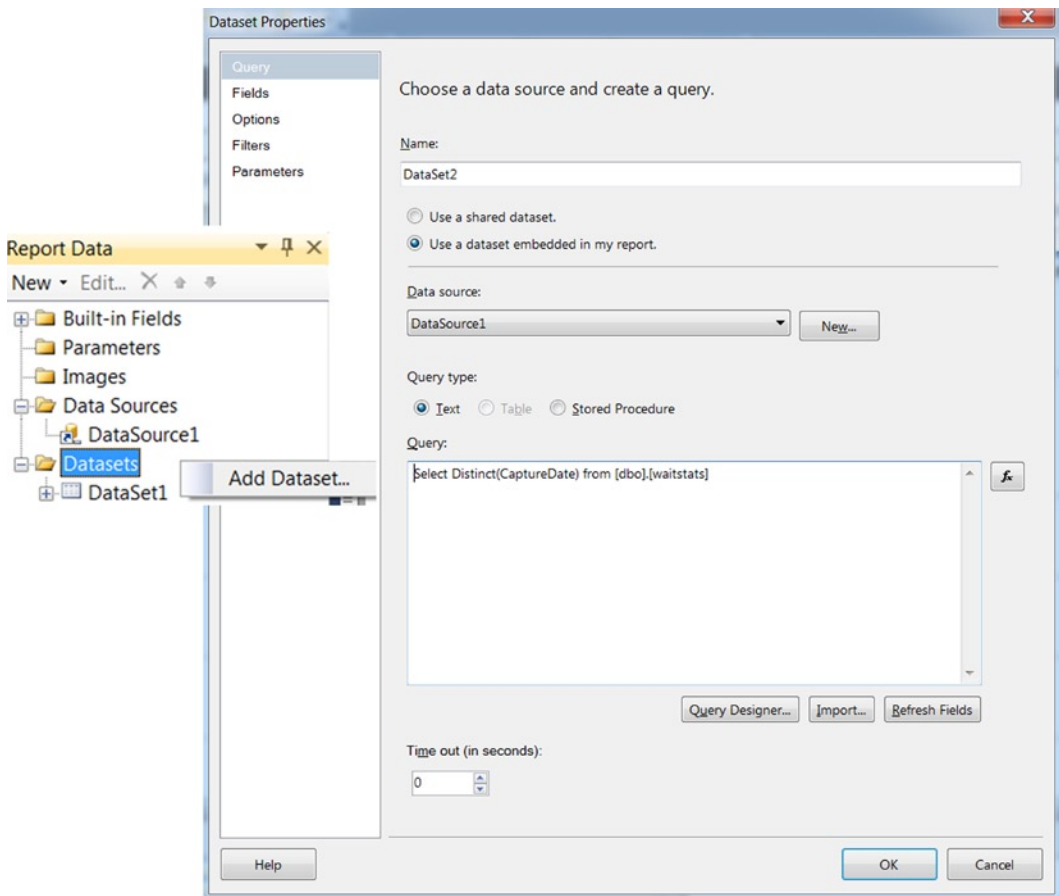 Dataset Properties
Query
Fields
Options
Filters
Parameters
Choose a data source and create a query.
Name:
DataSet2
Use a shared dataset.
Use a dataset embedded in my report.
Data source:
DataSource1
New...
Query type:
Text Table Stored Procedure
Query:
Select Distinct(CaptureDate) from [dbo].[waitstats]
fx
Query Designer... Import... Refresh Fields
Time out (in seconds):
0
Help
OK Cancel
Report Data
New Edit...
Built-in Fields
Parameters
Images
Data Sources
DataSource1
Datasets
DataSet1
Add Dataset...